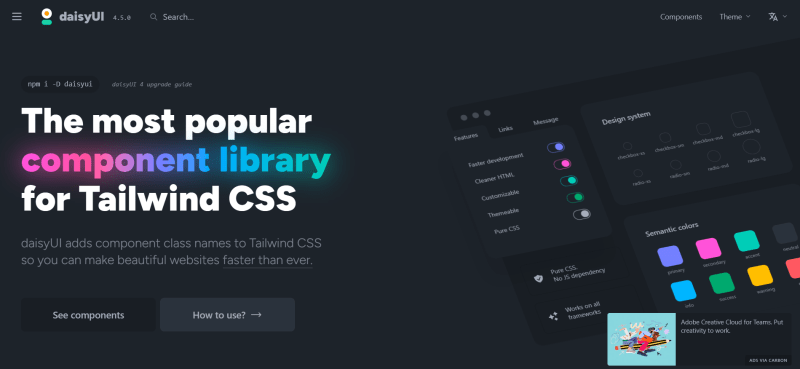 daisyUI 4.5.0
Search...
Components
Theme
npm i -D daisyui
daisyUI 4 upgrade guide
The most popular
component library
for Tailwind CSS
daisyUI adds component class names to Tailwind CSS
so you can make beautiful websites faster than ever.
See components
How to use? →
Features
Links
Message
Faster development
Cleaner HTML
Customizable
Themeable
Pure CSS
Design system
checkbox-xs
checkbox-sm
checkbox-md
checkbox-lg
radio-xs
radio-sm
radio-md
radio-lg
Semantic colors
primary
secondary
accent
neutral
info
success
warning
Pure CSS.
No JS dependency
Works on all
frameworks
Adobe Creative Cloud for Teams. Put
creativity to work.
ADS VIA CARBON